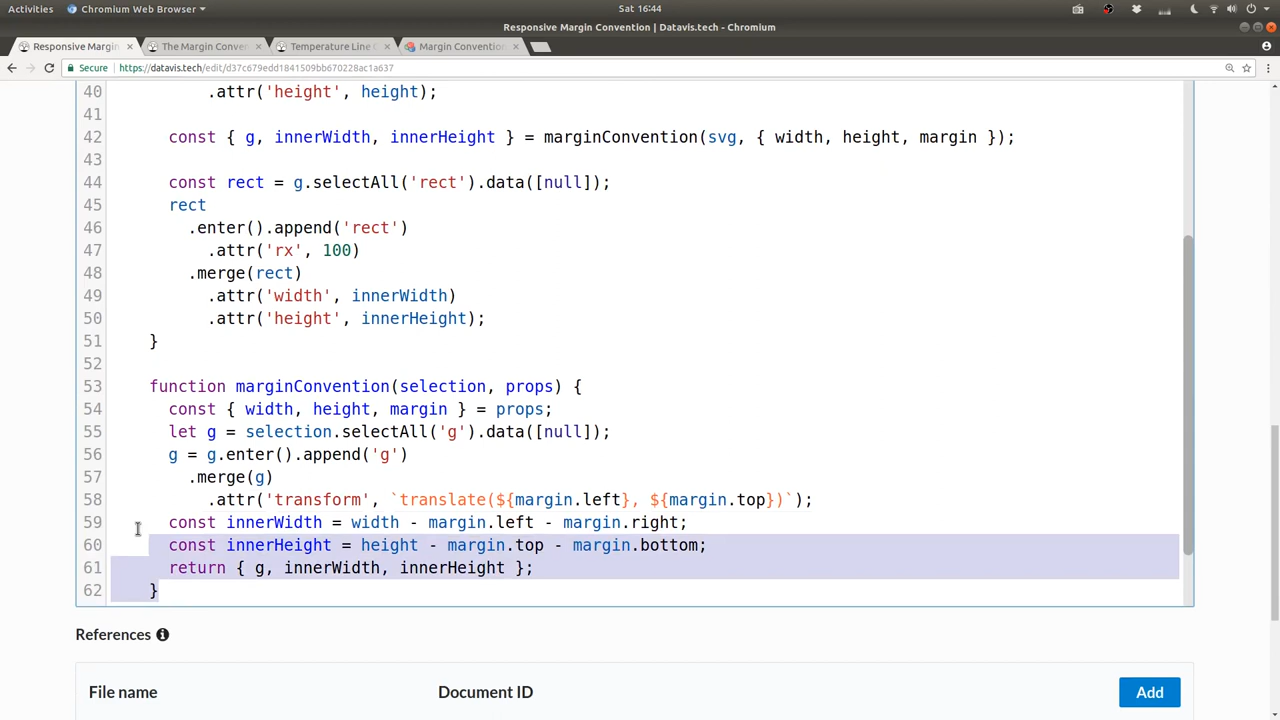 Activities Chromium Web Browser Sat 16:44
Responsive Margin Convention | Datavis.tech - Chromium
Responsive Margin × The Margin Conven × Temperature Line C × Margin Convention ×
Secure https://datavis.tech/edit/d37c679edd1841509bb670228ac1a637
40 .attr('height', height);
41
42 const { g, innerWidth, innerHeight } = marginConvention(svg, { width, height, margin });
43
44 const rect = g.selectAll('rect').data([null]);
45 rect
46 .enter().append('rect')
47 .attr('rx', 100)
48 .merge(rect)
49 .attr('width', innerWidth)
50 .attr('height', innerHeight);
51 }
52
53 function marginConvention(selection, props) {
54 const { width, height, margin } = props;
55 let g = selection.selectAll('g').data([null]);
56 g = g.enter().append('g')
57 .merge(g)
58 .attr('transform', `translate(${margin.left}, ${margin.top})`);
59 const innerWidth = width - margin.left - margin.right;
60 const innerHeight = height - margin.top - margin.bottom;
61 return { g, innerWidth, innerHeight };
62 }
References
File name Document ID Add